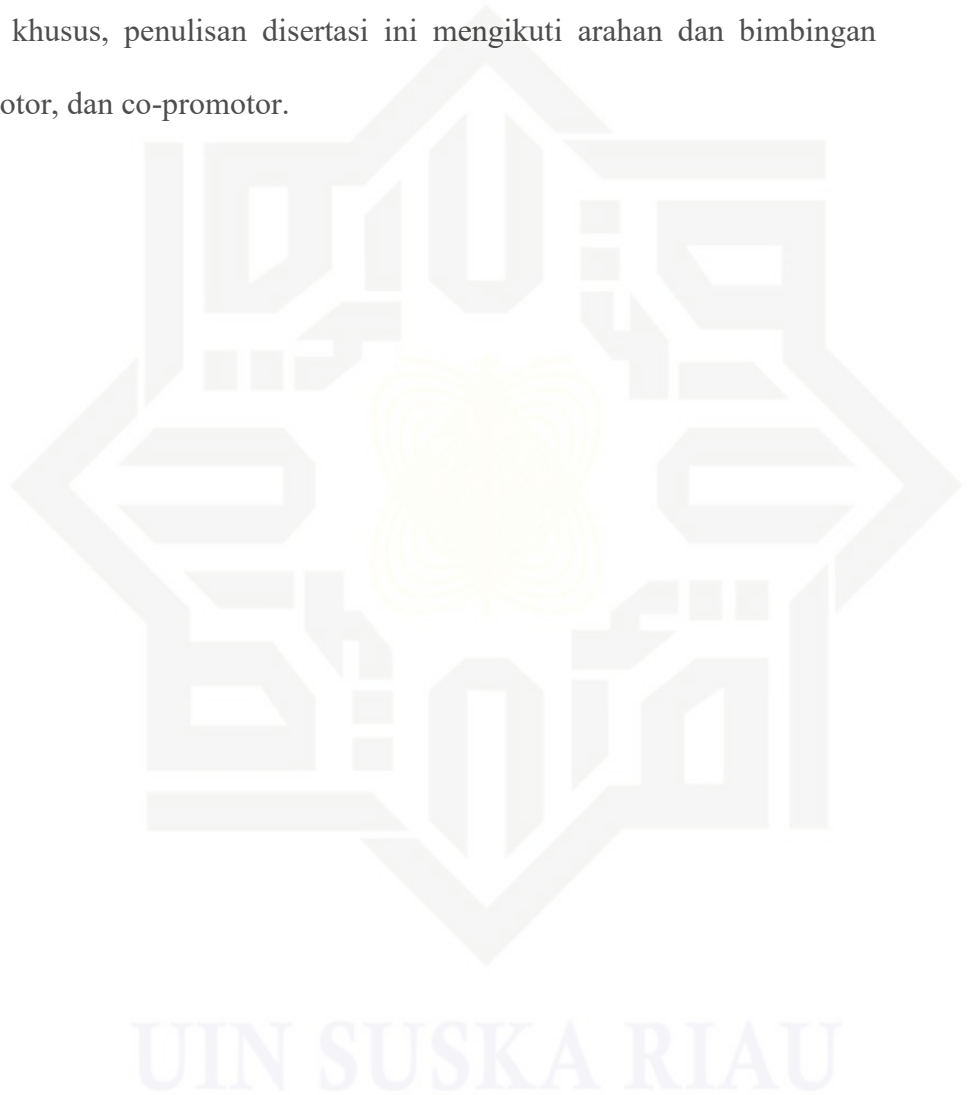 khusus, penulisan disertasi ini mengikuti arahan dan bimbingan
otor, dan co-promotor.
UIN SUSKA RIAU